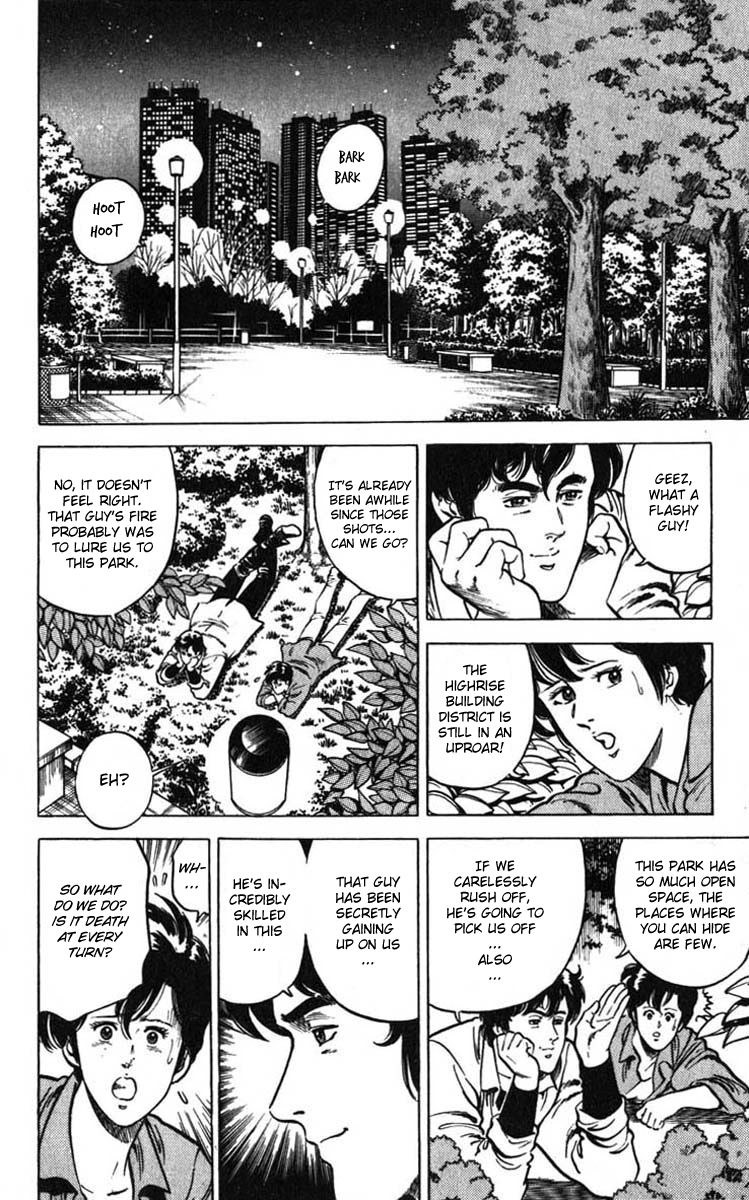 BARK
BARK
HOOT
HOOT
GEEZ,
WHAT A
FLASHY
GUY!
THE
HIGHRISE
BUILDING
DISTRICT IS
STILL IN AN
UPROAR!
IT'S ALREADY
BEEN AWHILE
SINCE THOSE
SHOTS...
CAN WE GO?
NO, IT DOESN'T
FEEL RIGHT.
THAT GUY'S FIRE
PROBABLY WAS
TO LURE US TO
THIS PARK.
EH?
THIS PARK HAS
SO MUCH OPEN
SPACE, THE
PLACES WHERE
YOU CAN HIDE
ARE FEW.
IF WE
CARELESSLY
RUSH OFF,
HE'S GOING TO
PICK US OFF
...
ALSO
...
THAT GUY
HAS BEEN
SECRETLY
GAINING
UP ON US
...
HE'S IN-
CREDIBLY
SKILLED
IN THIS
...
WH-
...
SO WHAT
DO WE DO?
IS IT DEATH
AT EVERY
TURN?